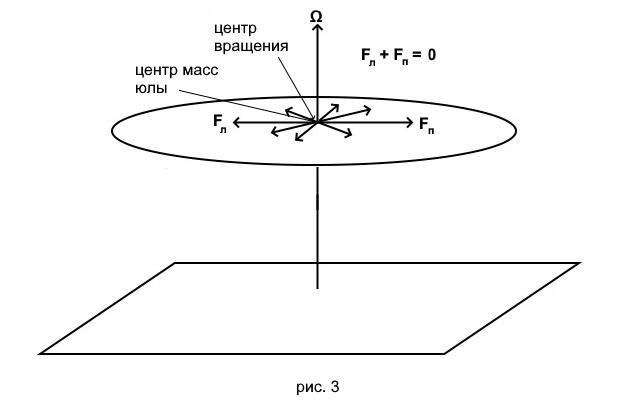 Ω
центр
вращения
Fл + Fп = 0
центр масс
юлы
Fл
Fп
рис. 3